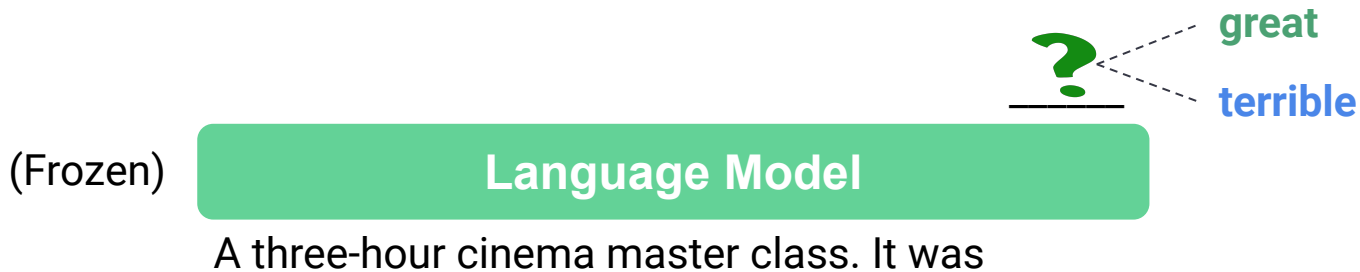 great
?
terrible
(Frozen)
Language Model
A three-hour cinema master class. It was